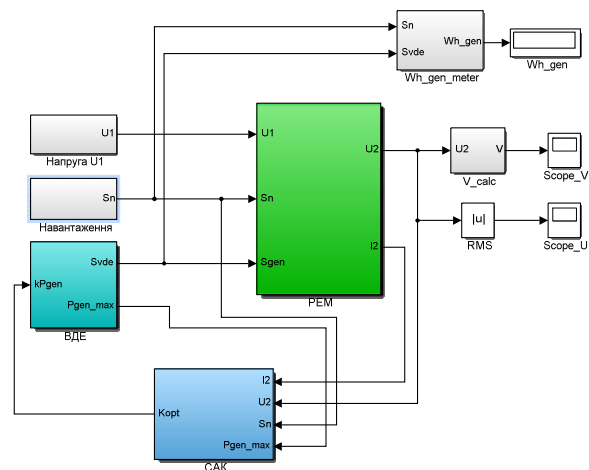 Sn
Svde
Wh_gen
Wh_gen_meter
Wh_gen
U1
Напруга U1
Sn
Навантаження
U1
Sn
Sgen
U2
I2
РЕМ
U2
V
V_calc
Scope_V
|u|
RMS
Scope_U
kPgen
Svde
Pgen_max
ВДЕ
Kopt
I2
U2
Sn
Pgen_max
САК